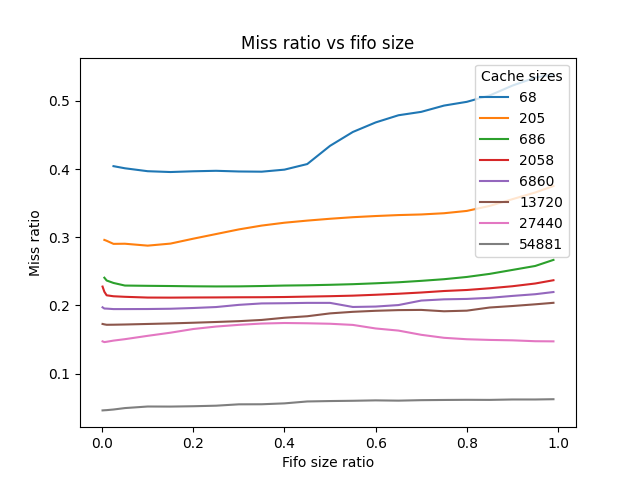 Miss ratio vs fifo size
Cache sizes
68
205
686
2058
6860
13720
27440
54881
Miss ratio
0.5
0.4
0.3
0.2
0.1
0.0 0.2 0.4 0.6 0.8 1.0
Fifo size ratio